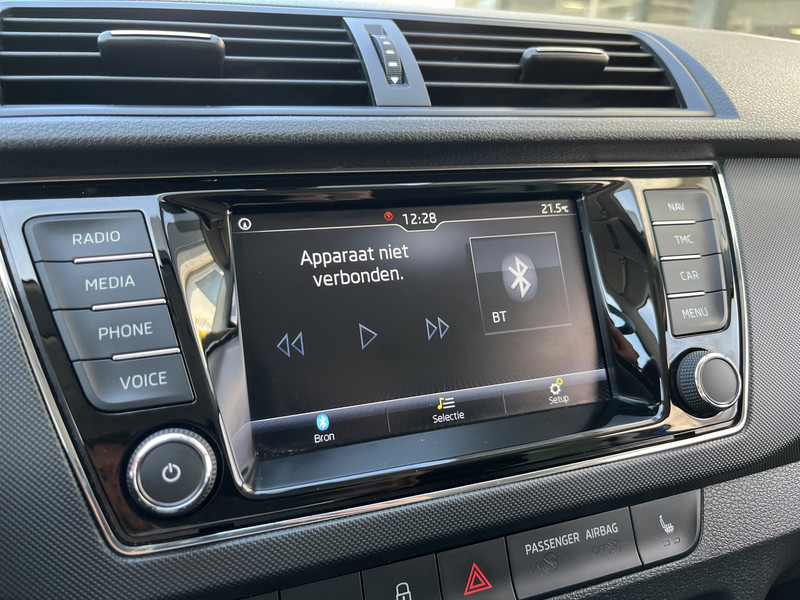 12:28
21.5°C
Apparaat niet
verbonden.
BT
Bron
Selectie
Setup
RADIO
MEDIA
PHONE
VOICE
NAV
TMC
CAR
MENU
PASSENGER AIRBAG